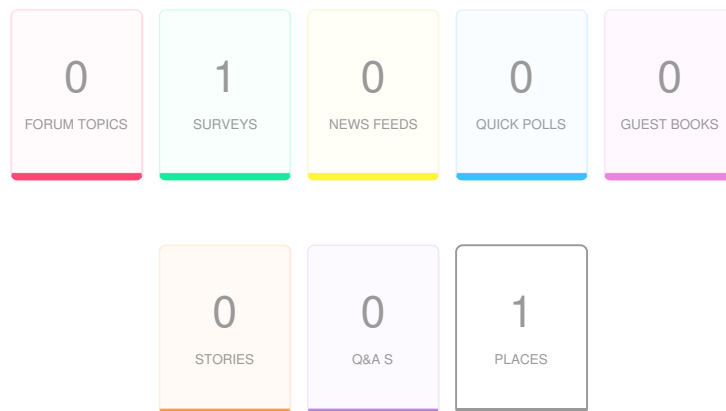 0
FORUM TOPICS
1
SURVEYS
0
NEWS FEEDS
0
QUICK POLLS
0
GUEST BOOKS
0
STORIES
0
Q&A S
1
PLACES